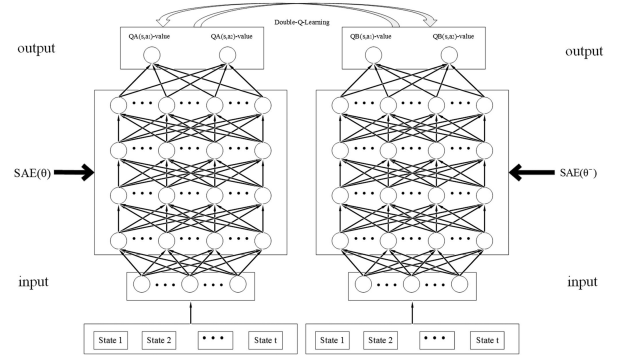 Double-Q-Learning
output
QA(s,a₁)-value QA(s,a₂)-value QB(s,a₁)-value QB(s,a₂)-value
output
SAE(θ)
SAE(θ⁻)
input
input
State 1 State 2 • • • State t State 1 State 2 • • • State t